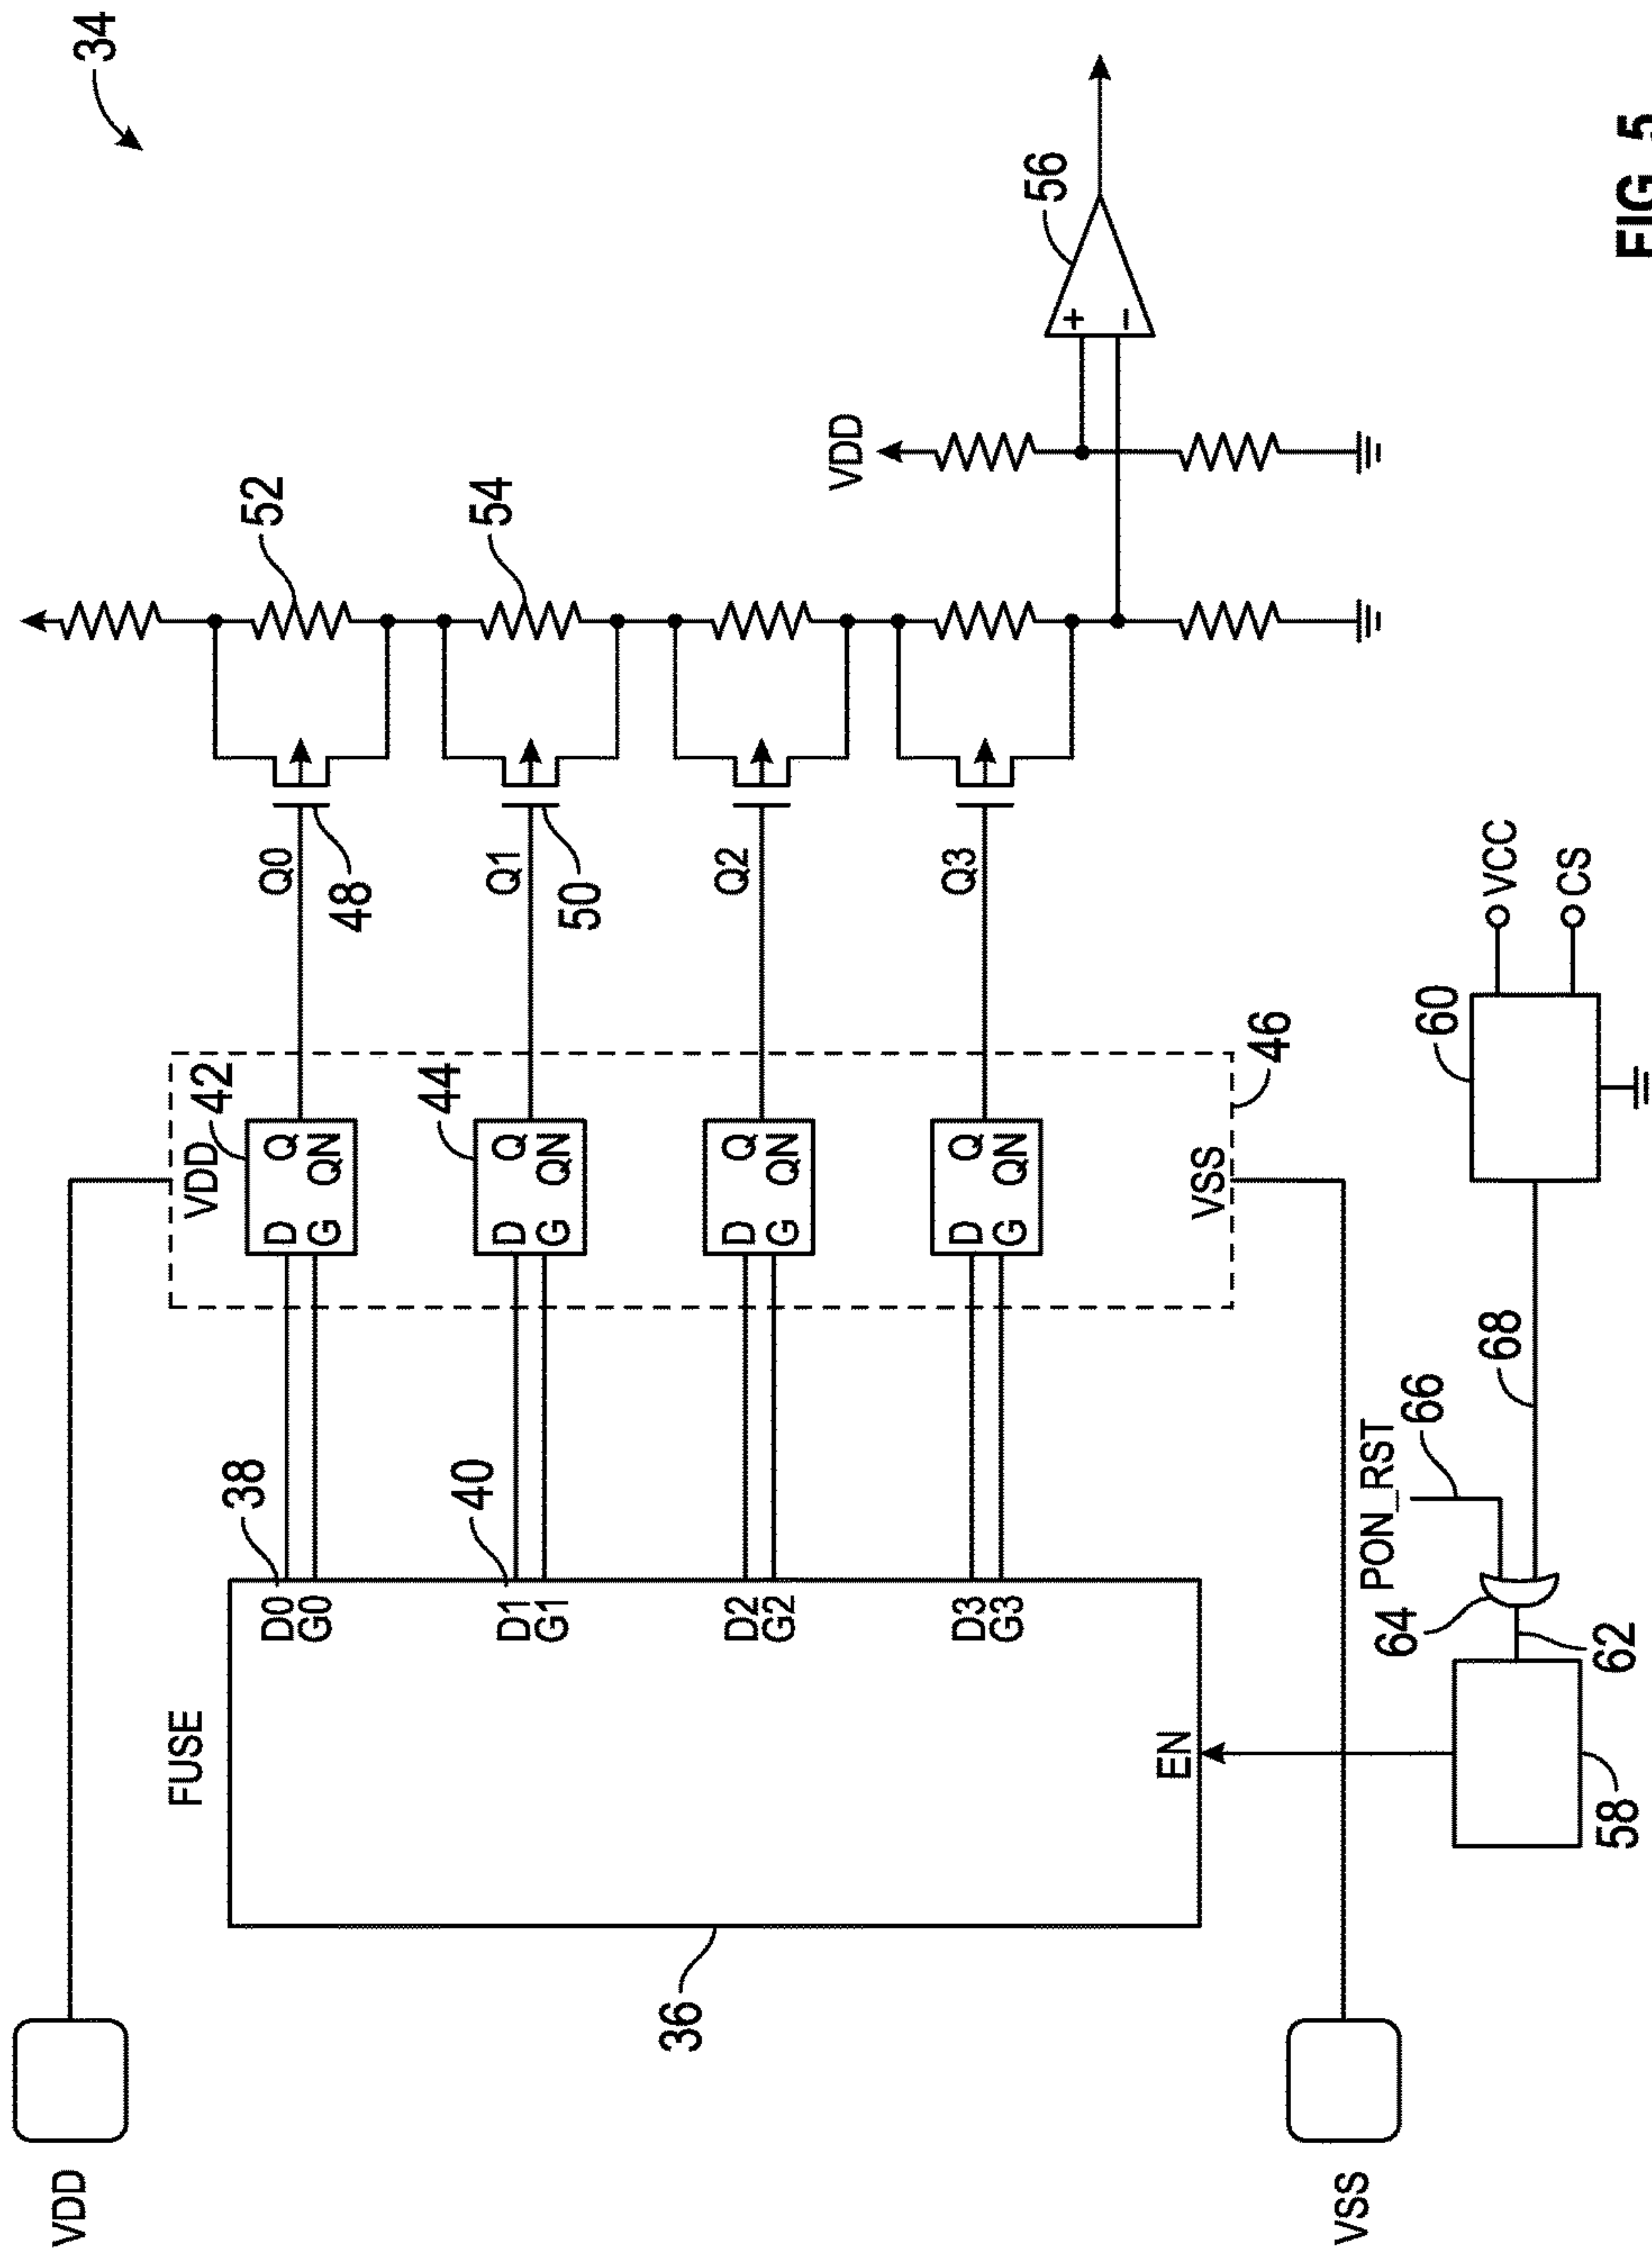 34
VDD
FUSE
36
D0
G0
38
D1
G1
40
D2
G2
D3
G3
EN
VDD
42
D Q
G QN
44
D Q
G QN
D Q
G QN
D Q
G QN
VSS
46
Q0
48
52
Q1
50
54
Q2
Q3
VDD
56
+
−
VSS
58
62
64
PON_RST
66
68
60
VCC
CS
FIG. 5